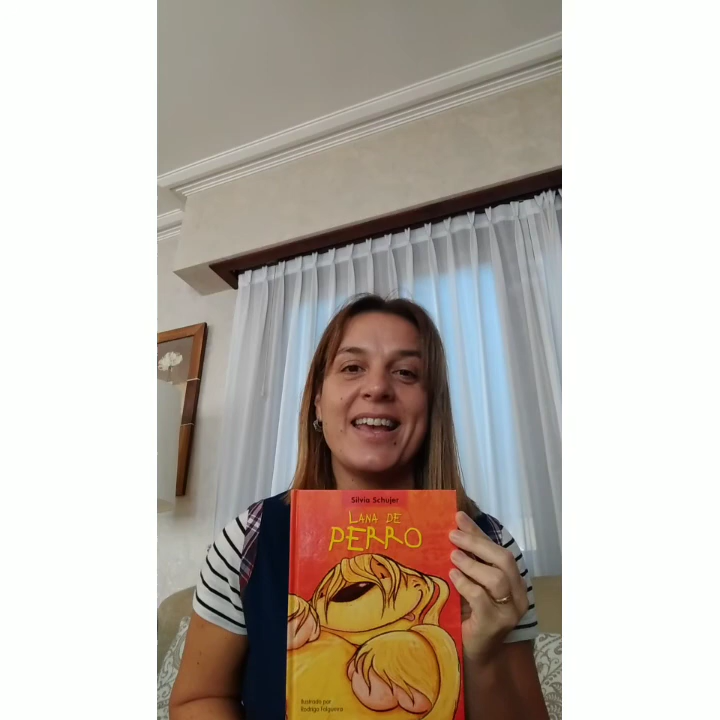 Silvia Schujer
LANA DE
PERRO
Ilustrado por
Rodrigo Folgueira